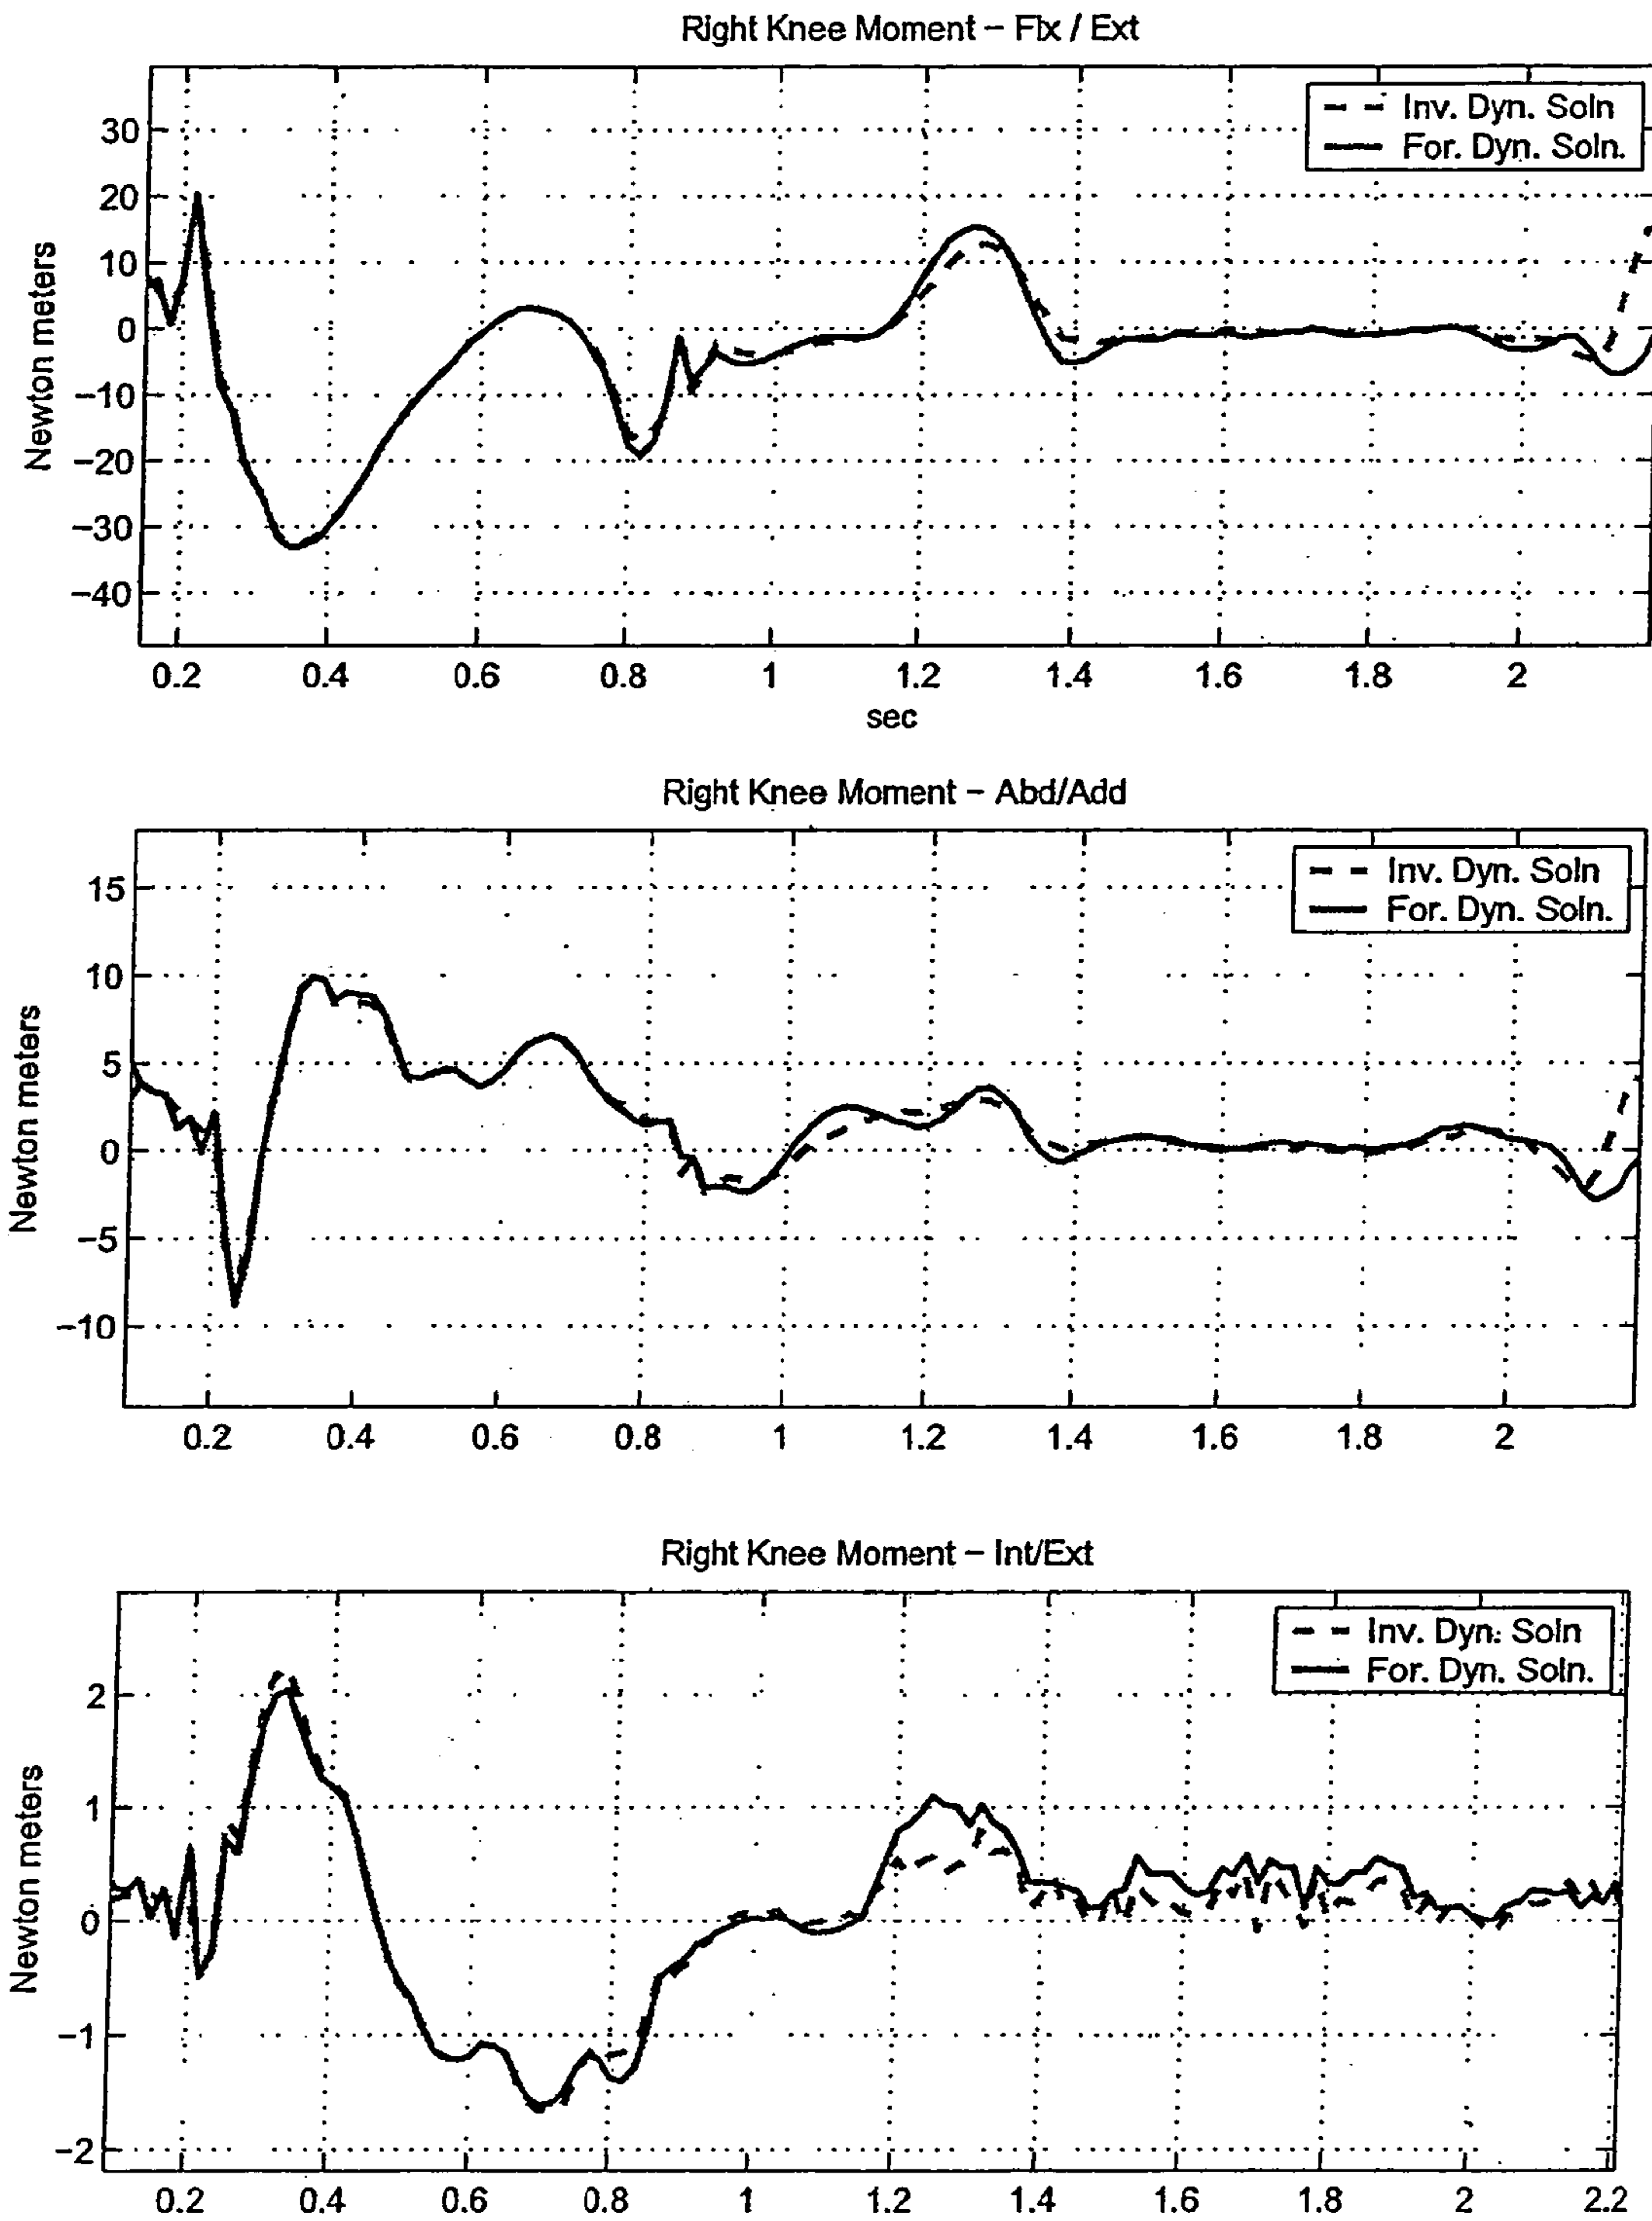 Right Knee Moment – Flx / Ext
Inv. Dyn. Soln
For. Dyn. Soln.
Newton meters
30
20
10
0
−10
−20
−30
−40
0.2 0.4 0.6 0.8 1 1.2 1.4 1.6 1.8 2
sec
Right Knee Moment – Abd/Add
Inv. Dyn. Soln
For. Dyn. Soln.
Newton meters
15
10
5
0
−5
−10
0.2 0.4 0.6 0.8 1 1.2 1.4 1.6 1.8 2
Right Knee Moment – Int/Ext
Inv. Dyn. Soln
For. Dyn. Soln.
Newton meters
2
1
0
−1
−2
0.2 0.4 0.6 0.8 1 1.2 1.4 1.6 1.8 2 2.2